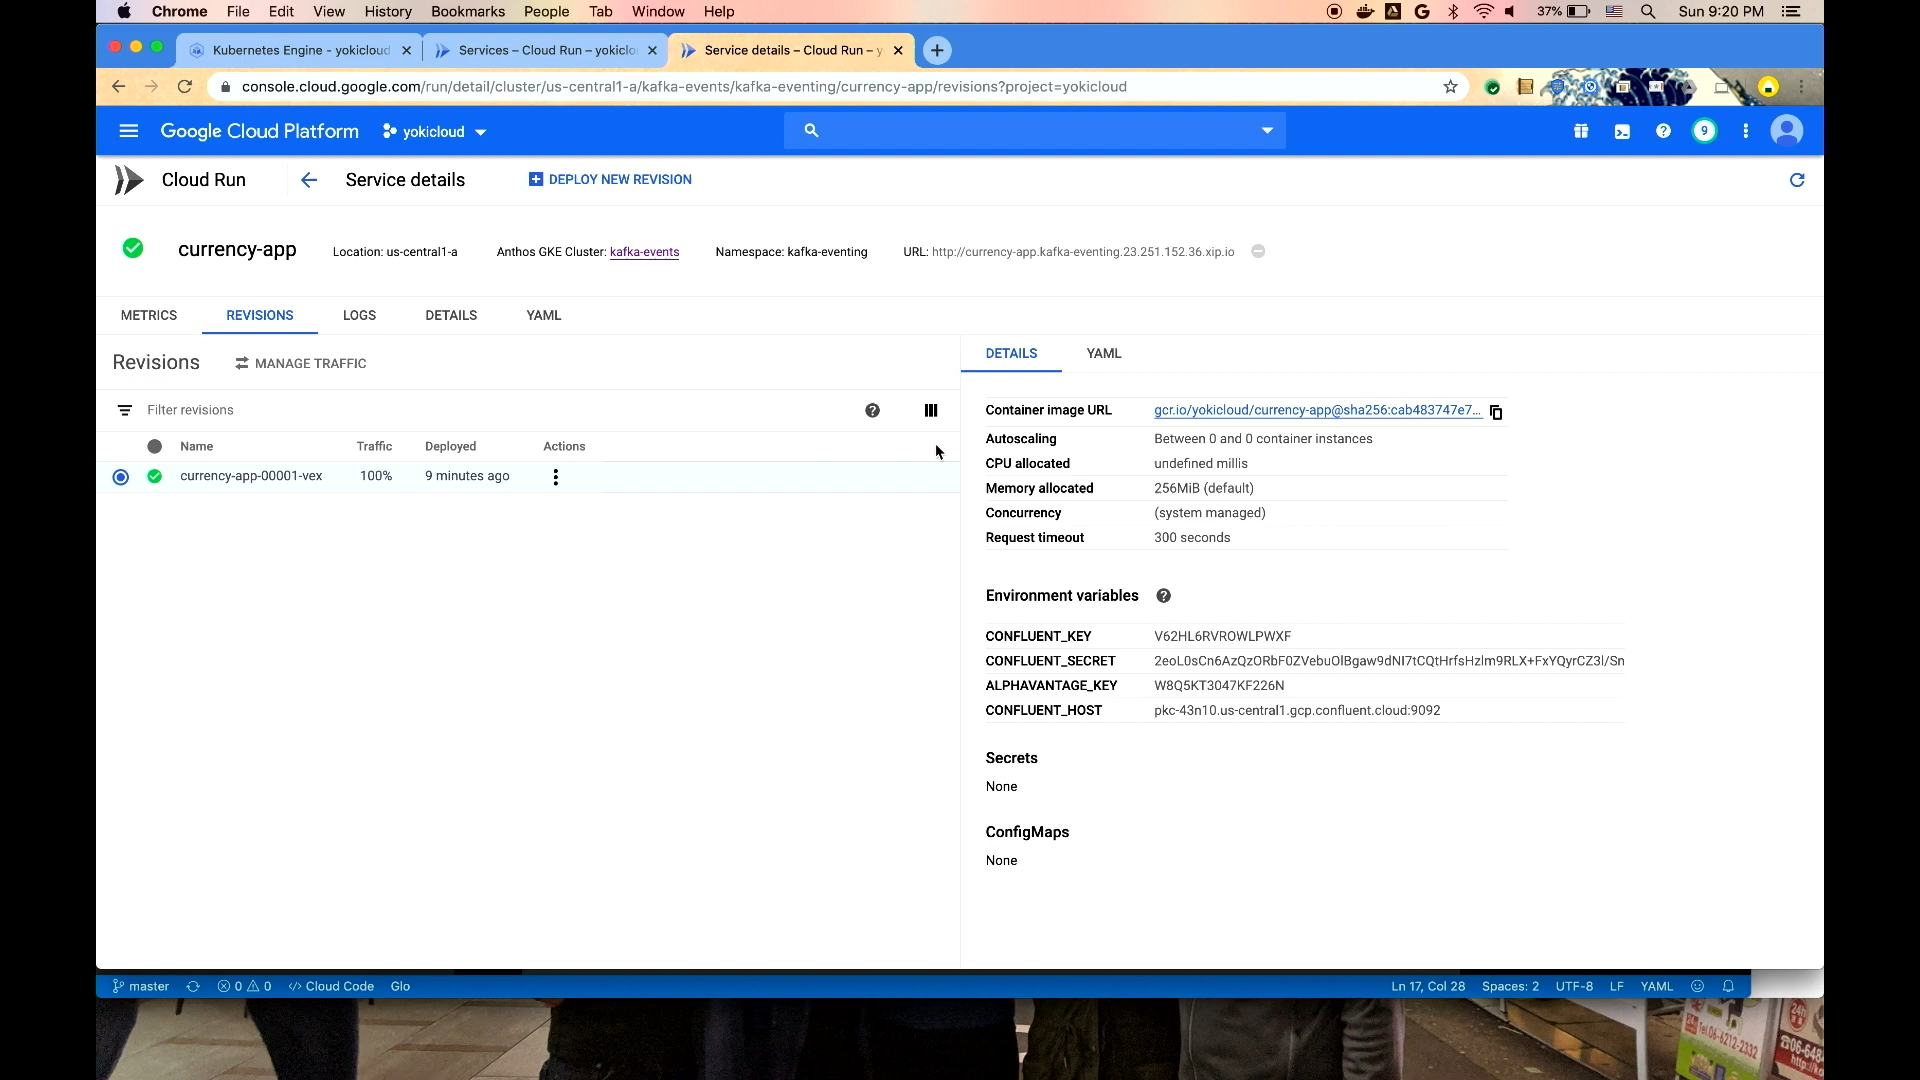 Chrome File Edit View History Bookmarks People Tab Window Help 37% Sun 9:20 PM
Kubernetes Engine - yokicloud
Services – Cloud Run – yokiclo
Service details – Cloud Run – y
console.cloud.google.com/run/detail/cluster/us-central1-a/kafka-events/kafka-eventing/currency-app/revisions?project=yokicloud
Google Cloud Platform yokicloud 9
Cloud Run Service details DEPLOY NEW REVISION
currency-app Location: us-central1-a Anthos GKE Cluster: kafka-events Namespace: kafka-eventing URL: http://currency-app.kafka-eventing.23.251.152.36.xip.io
METRICS REVISIONS LOGS DETAILS YAML
Revisions MANAGE TRAFFIC
Filter revisions
Name Traffic Deployed Actions
currency-app-00001-vex 100% 9 minutes ago
DETAILS YAML
Container image URL gcr.io/yokicloud/currency-app@sha256:cab483747e7...
Autoscaling Between 0 and 0 container instances
CPU allocated undefined millis
Memory allocated 256MiB (default)
Concurrency (system managed)
Request timeout 300 seconds
Environment variables
CONFLUENT_KEY V62HL6RVROWLPWXF
CONFLUENT_SECRET 2eoL0sCn6AzQzORbF0ZVebuOlBgaw9dNI7tCQtHrfsHzlm9RLX+FxYQyrCZ3l/Sn
ALPHAVANTAGE_KEY W8Q5KT3047KF226N
CONFLUENT_HOST pkc-43n10.us-central1.gcp.confluent.cloud:9092
Secrets
None
ConfigMaps
None
master 0 0 Cloud Code Glo Ln 17, Col 28 Spaces: 2 UTF-8 LF YAML
24h
Tel.06-6212-2332